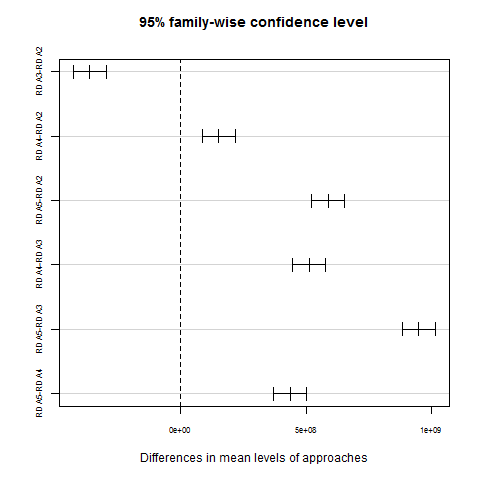 95% family-wise confidence level
RD A3-RD A2
RD A4-RD A2
RD A5-RD A2
RD A4-RD A3
RD A5-RD A3
RD A5-RD A4
0e+00 5e+08 1e+09
Differences in mean levels of approaches